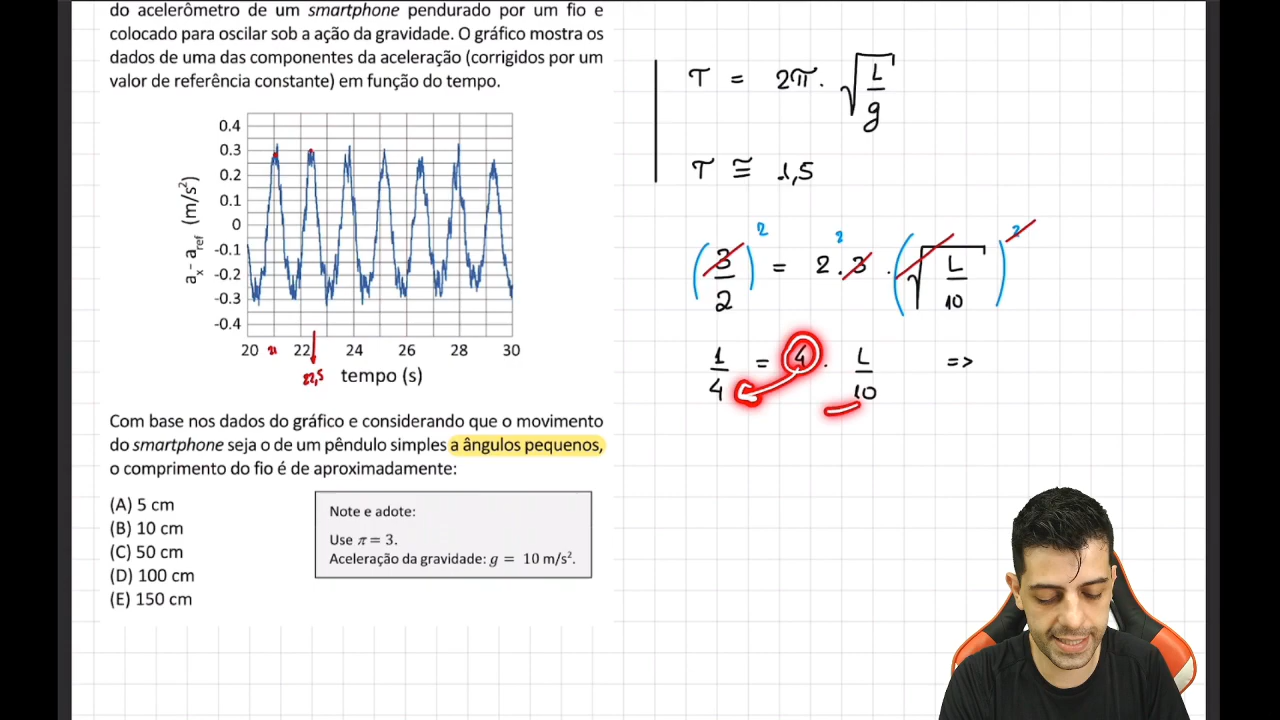 do acelerômetro de um smartphone pendurado por um fio e
colocado para oscilar sob a ação da gravidade. O gráfico mostra os
dados de uma das componentes da aceleração (corrigidos por um
valor de referência constante) em função do tempo.
0.4
0.3
0.2
0.1
0
-0.1
-0.2
-0.3
-0.4
aₓ - a_ref (m/s²)
20 21 22 24 26 28 30
22,5
tempo (s)
Com base nos dados do gráfico e considerando que o movimento
do smartphone seja o de um pêndulo simples a ângulos pequenos,
o comprimento do fio é de aproximadamente:
(A) 5 cm
(B) 10 cm
(C) 50 cm
(D) 100 cm
(E) 150 cm
Note e adote:
Use π = 3.
Aceleração da gravidade: g = 10 m/s².
T = 2π. √(L/g)
T ≅ 1,5
(3/2)² = 2². 3 . (√(L/10))²
1/4 = 4 . L/10 =>